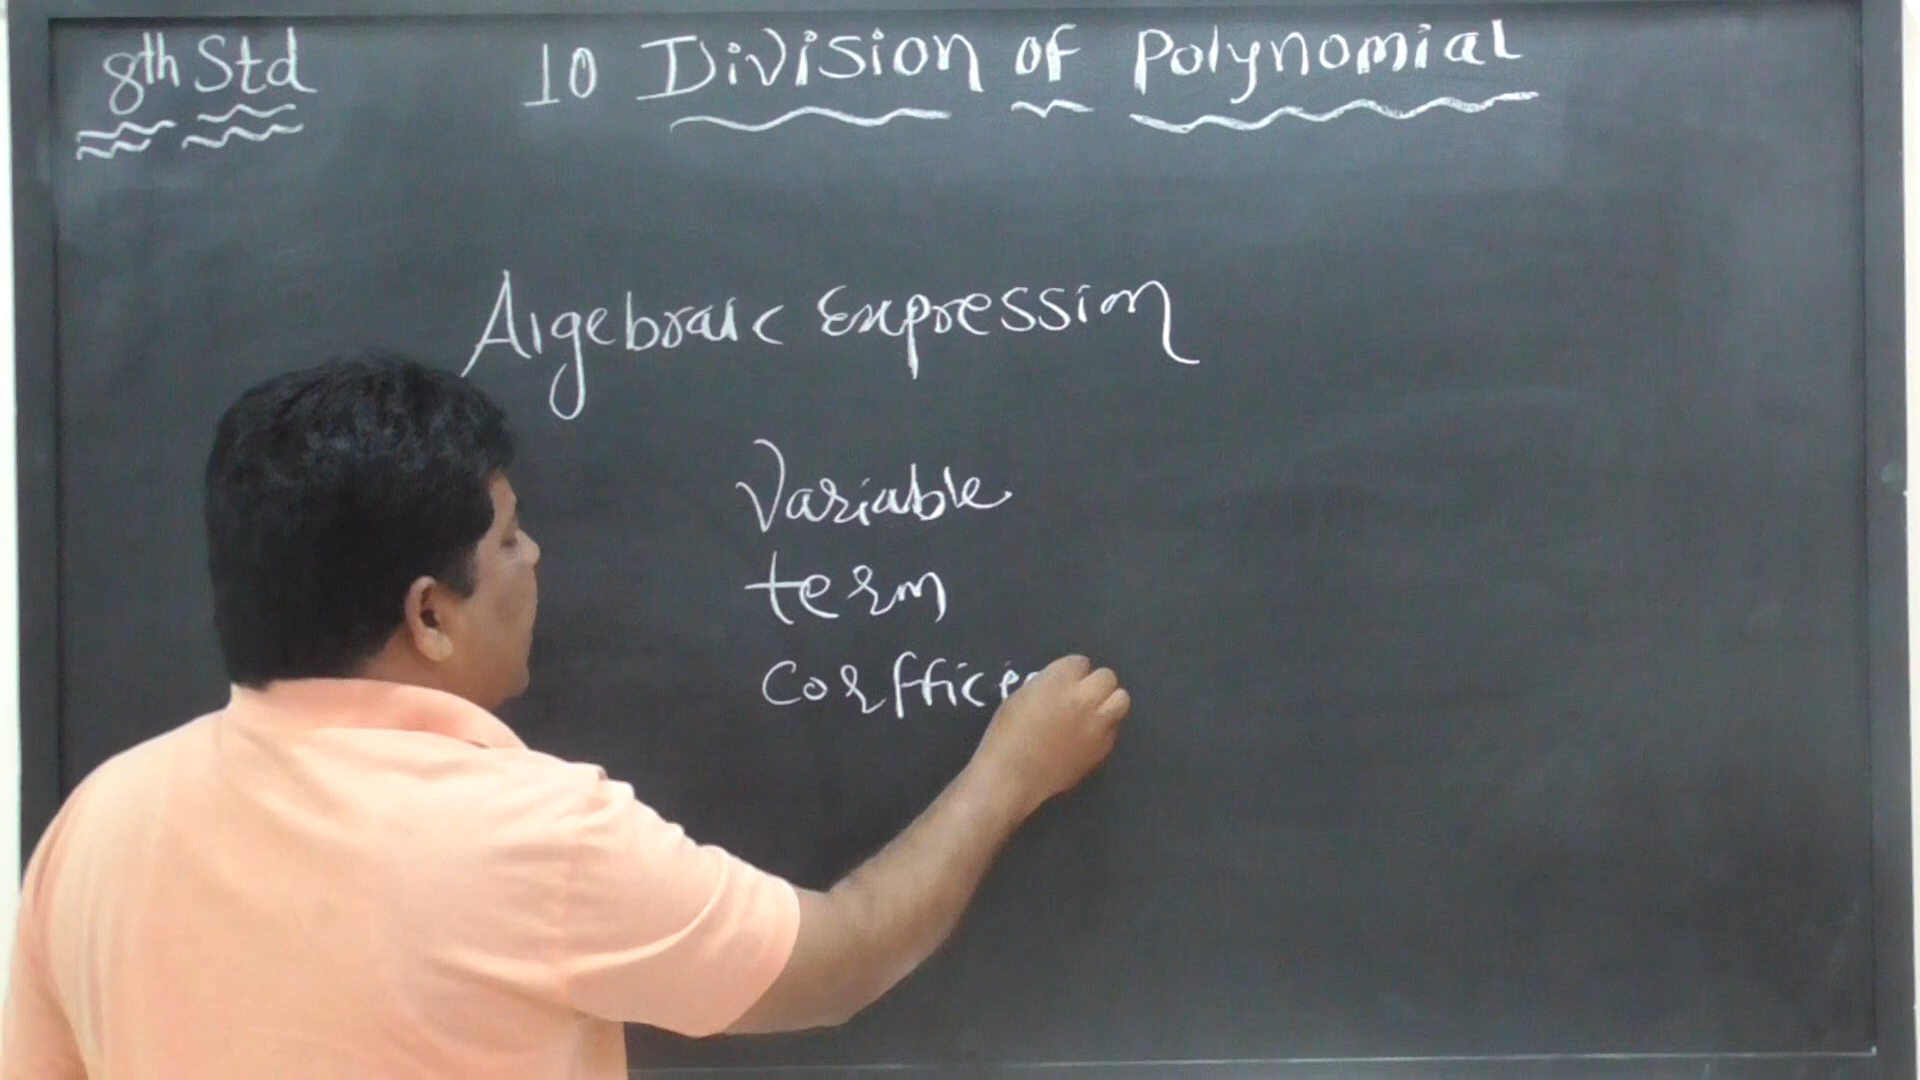 8th Std 10 Division of Polynomial
Algebraic Expression
Variable
term